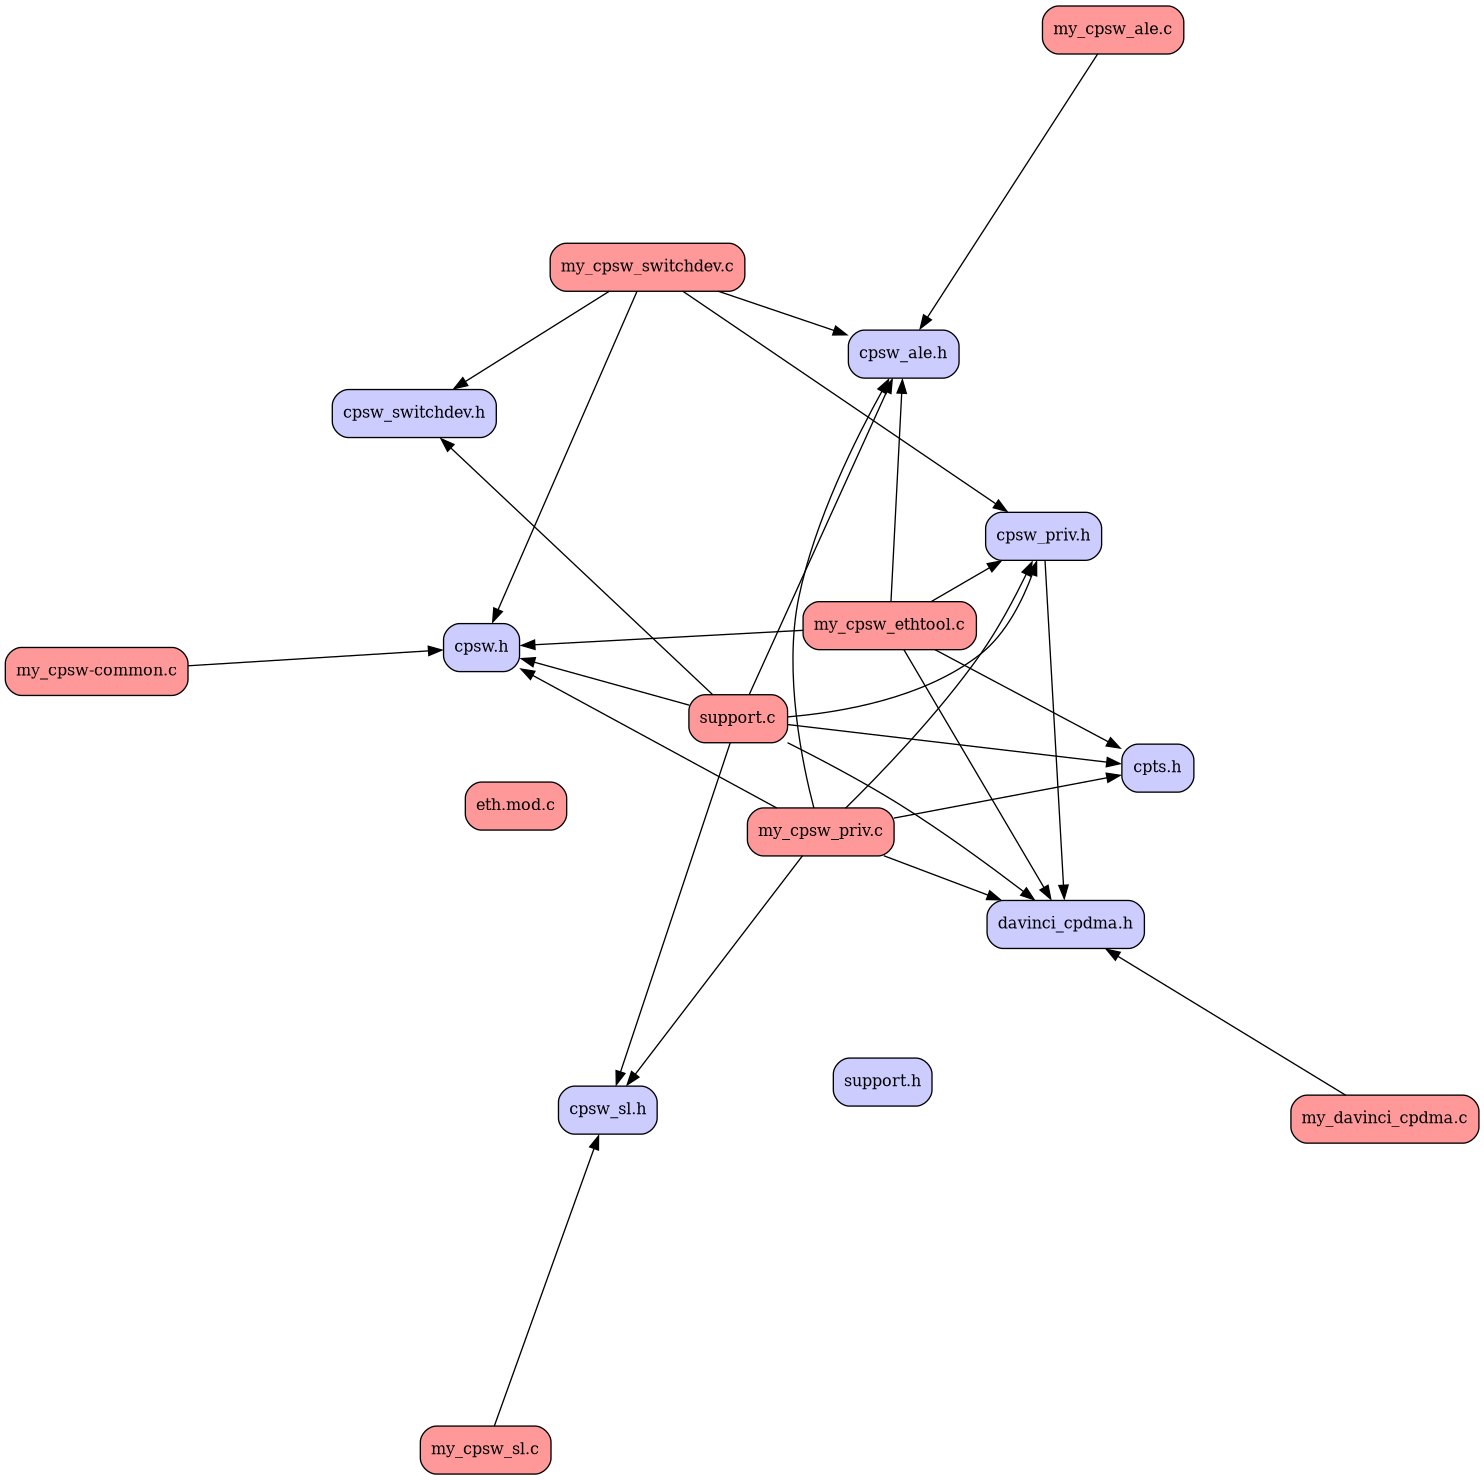 my_cpsw_ale.c
my_cpsw_switchdev.c
cpsw_ale.h
cpsw_switchdev.h
cpsw_priv.h
my_cpsw_ethtool.c
cpsw.h
my_cpsw-common.c
support.c
cpts.h
eth.mod.c
my_cpsw_priv.c
davinci_cpdma.h
support.h
cpsw_sl.h
my_davinci_cpdma.c
my_cpsw_sl.c